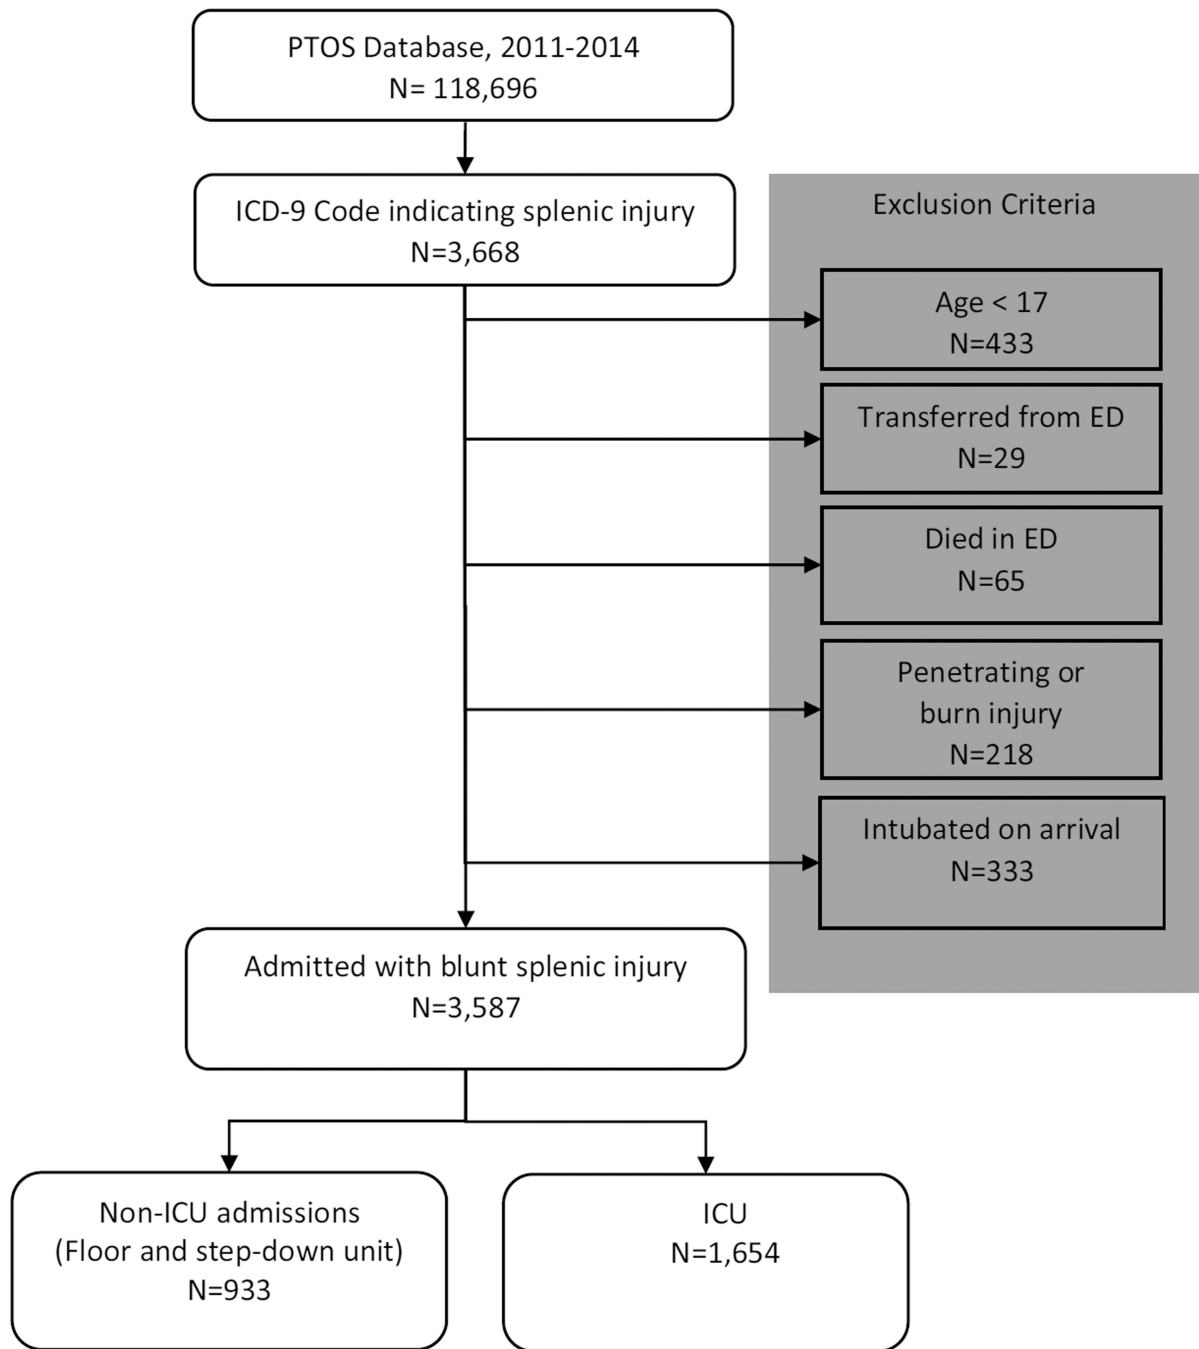 PTOS Database, 2011-2014
N= 118,696
ICD-9 Code indicating splenic injury
N=3,668
Exclusion Criteria
Age < 17
N=433
Transferred from ED
N=29
Died in ED
N=65
Penetrating or
burn injury
N=218
Intubated on arrival
N=333
Admitted with blunt splenic injury
N=3,587
Non-ICU admissions
(Floor and step-down unit)
N=933
ICU
N=1,654